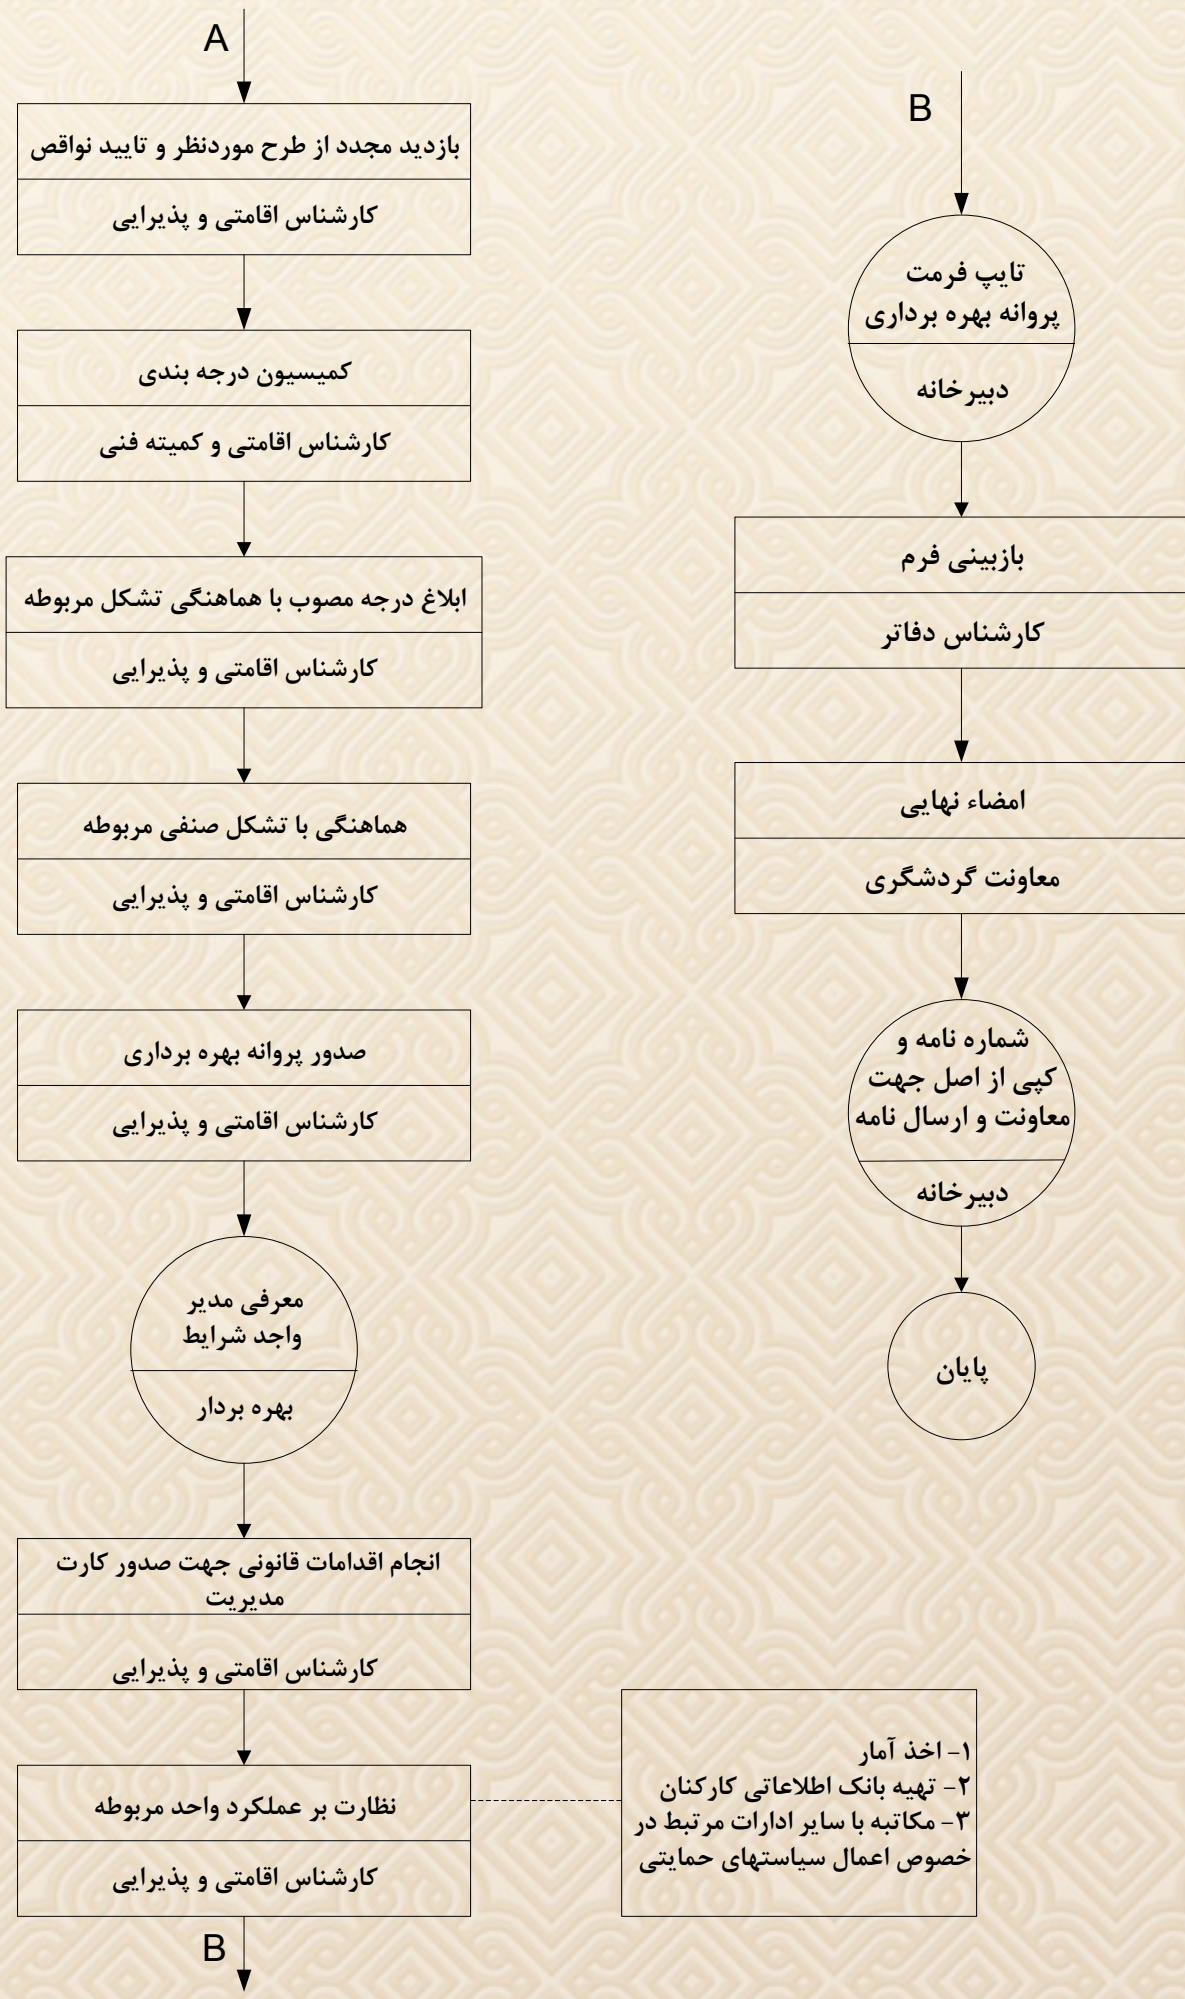 A
بازدید مجدد از طرح موردنظر و تایید نواقص
کارشناس اقامتی و پذیرایی
کمیسیون درجه بندی
کارشناس اقامتی و کمیته فنی
ابلاغ درجه مصوب با هماهنگی تشکل مربوطه
کارشناس اقامتی و پذیرایی
هماهنگی با تشکل صنفی مربوطه
کارشناس اقامتی و پذیرایی
صدور پروانه بهره برداری
کارشناس اقامتی و پذیرایی
معرفی مدیر
واجد شرایط
بهره بردار
انجام اقدامات قانونی جهت صدور کارت
مدیریت
کارشناس اقامتی و پذیرایی
نظارت بر عملکرد واحد مربوطه
کارشناس اقامتی و پذیرایی
۱- اخذ آمار
۲- تهیه بانک اطلاعاتی کارکنان
۳- مکاتبه با سایر ادارات مرتبط در
خصوص اعمال سیاستهای حمایتی
B
B
تایپ فرمت
پروانه بهره برداری
دبیرخانه
بازبینی فرم
کارشناس دفاتر
امضاء نهایی
معاونت گردشگری
شماره نامه و
کپی از اصل جهت
معاونت و ارسال نامه
دبیرخانه
پایان